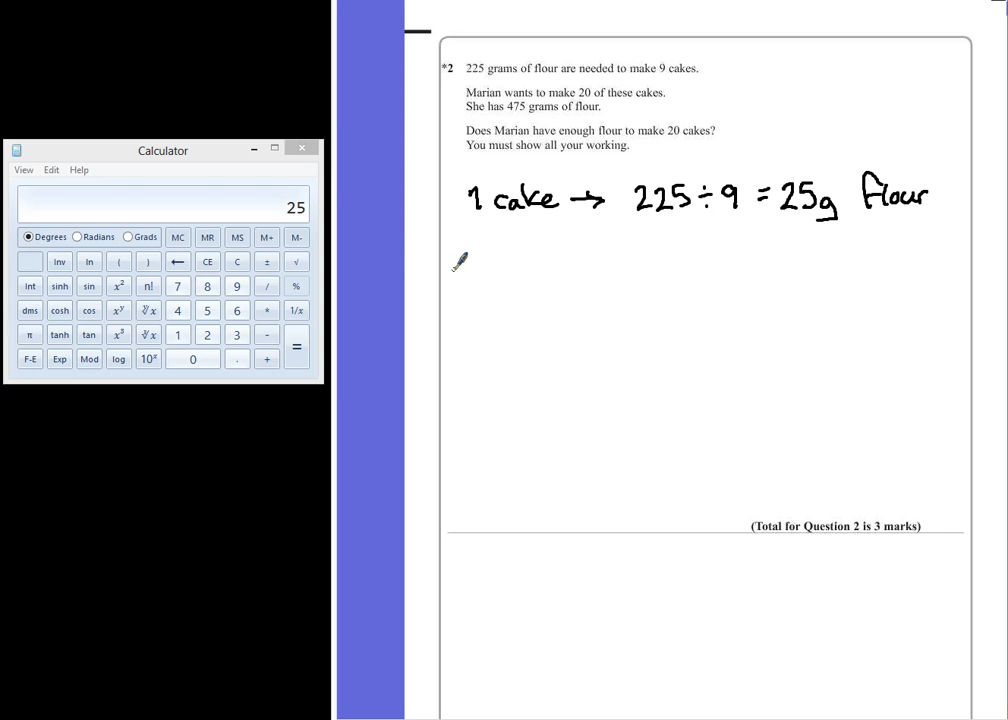 Calculator
View Edit Help
25
Degrees Radians Grads MC MR MS M+ M-
Inv ln ( ) ← CE C ± √
Int sinh sin x² n! 7 8 9 / %
dms cosh cos xʸ ʸ√x 4 5 6 * 1/x
π tanh tan x³ ³√x 1 2 3 - =
F-E Exp Mod log 10ˣ 0 . +
*2 225 grams of flour are needed to make 9 cakes.
Marian wants to make 20 of these cakes.
She has 475 grams of flour.
Does Marian have enough flour to make 20 cakes?
You must show all your working.
1 cake → 225 ÷ 9 = 25g flour
(Total for Question 2 is 3 marks)